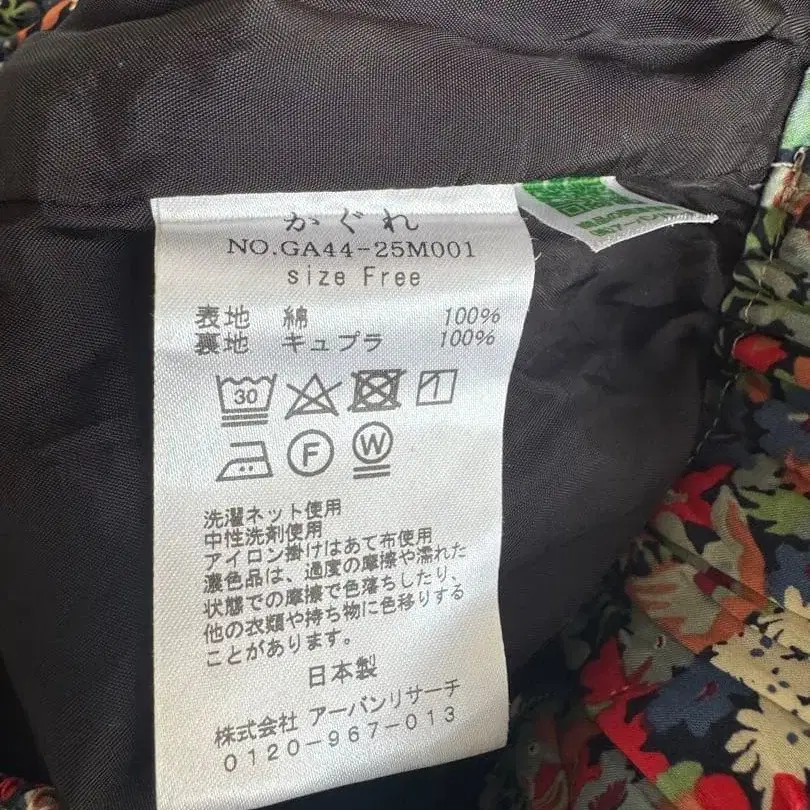 かぐれ
NO.GA44-25M001
size Free
表地 綿 100%
裏地 キュプラ 100%
30
F W
洗濯ネット使用
中性洗剤使用
アイロン掛けはあて布使用
濃色品は、過度の摩擦や濡れた
状態での摩擦で色落ちしたり、
他の衣類や持ち物に色移りする
ことがあります。
日本製
株式会社 アーバンリサーチ
0120-967-013